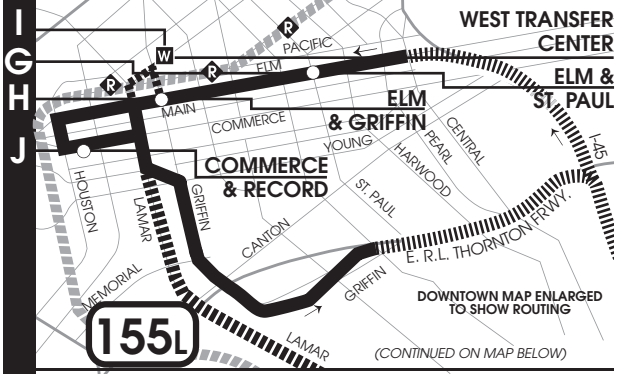 I
G
H
J
WEST TRANSFER
CENTER
ELM &
ST. PAUL
ELM
& GRIFFIN
COMMERCE
& RECORD
R
R
R
W
PACIFIC
ELM
MAIN
COMMERCE
YOUNG
PEARL
CENTRAL
HARWOOD
I-45
HOUSTON
LAMAR
GRIFFIN
ST. PAUL
CANTON
E. R.L. THORNTON FRWY.
GRIFFIN
MEMORIAL
LAMAR
155L
DOWNTOWN MAP ENLARGED
TO SHOW ROUTING
(CONTINUED ON MAP BELOW)